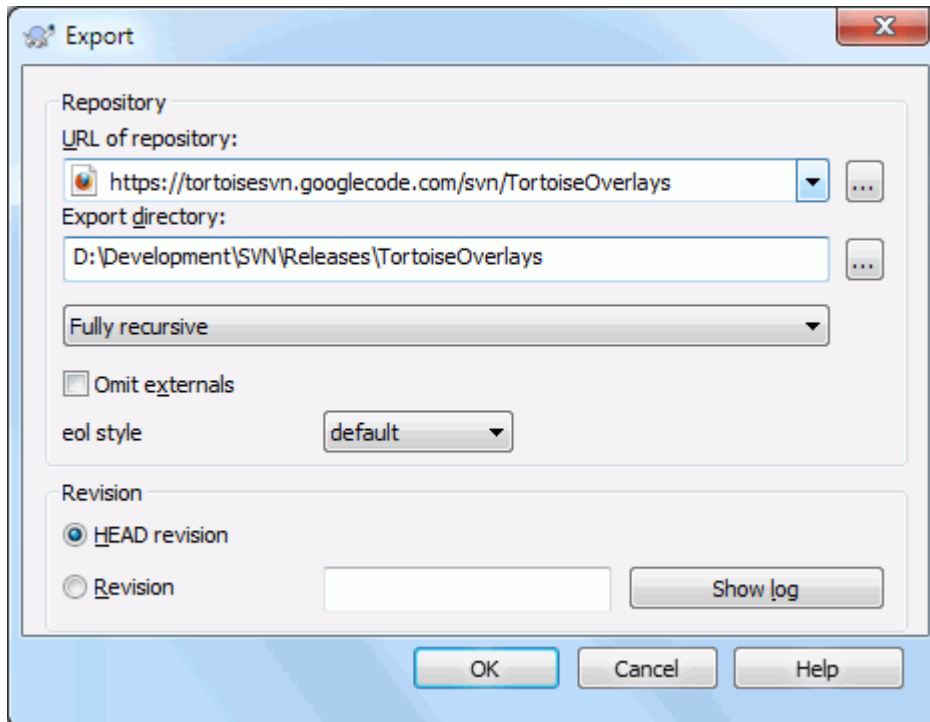 Export
Repository
URL of repository:
https://tortoisesvn.googlecode.com/svn/TortoiseOverlays
...
Export directory:
D:\Development\SVN\Releases\TortoiseOverlays
...
Fully recursive
Omit externals
eol style default
Revision
HEAD revision
Revision Show log
OK Cancel Help